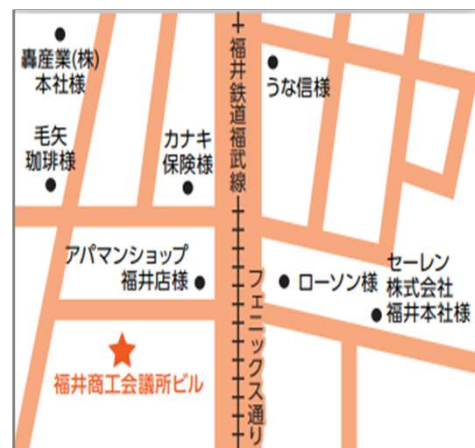 轟産業(株)
本社様
毛矢
珈琲様
カナキ
保険様
福井鉄道福武線
うな信様
アパマンショップ
福井店様
フェニックス通り
ローソン様
セーレン
株式会社
福井本社様
福井商工会議所ビル